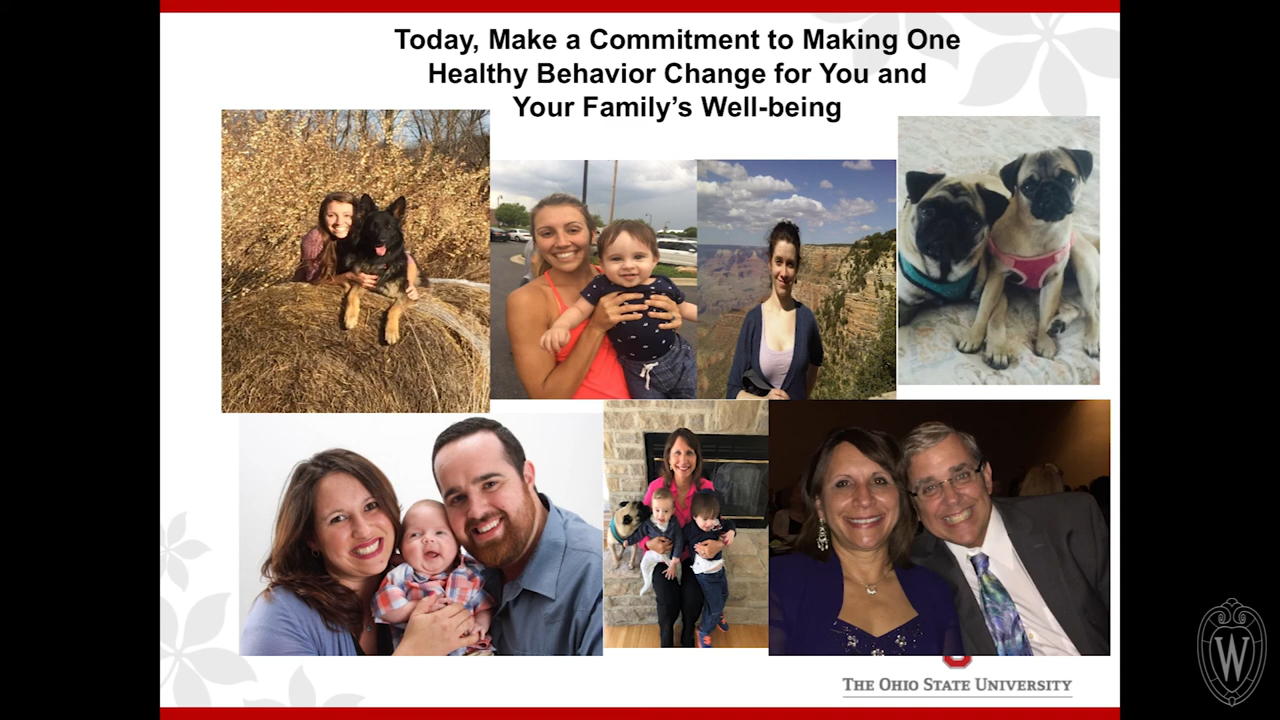 Today, Make a Commitment to Making One
Healthy Behavior Change for You and
Your Family's Well-being
THE OHIO STATE UNIVERSITY
W